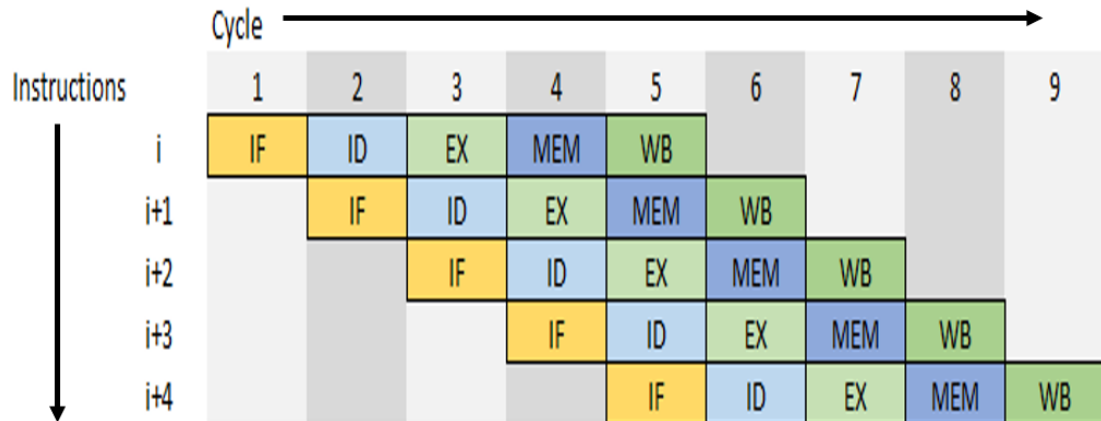 Cycle
Instructions 1 2 3 4 5 6 7 8 9
i IF ID EX MEM WB
i+1 IF ID EX MEM WB
i+2 IF ID EX MEM WB
i+3 IF ID EX MEM WB
i+4 IF ID EX MEM WB